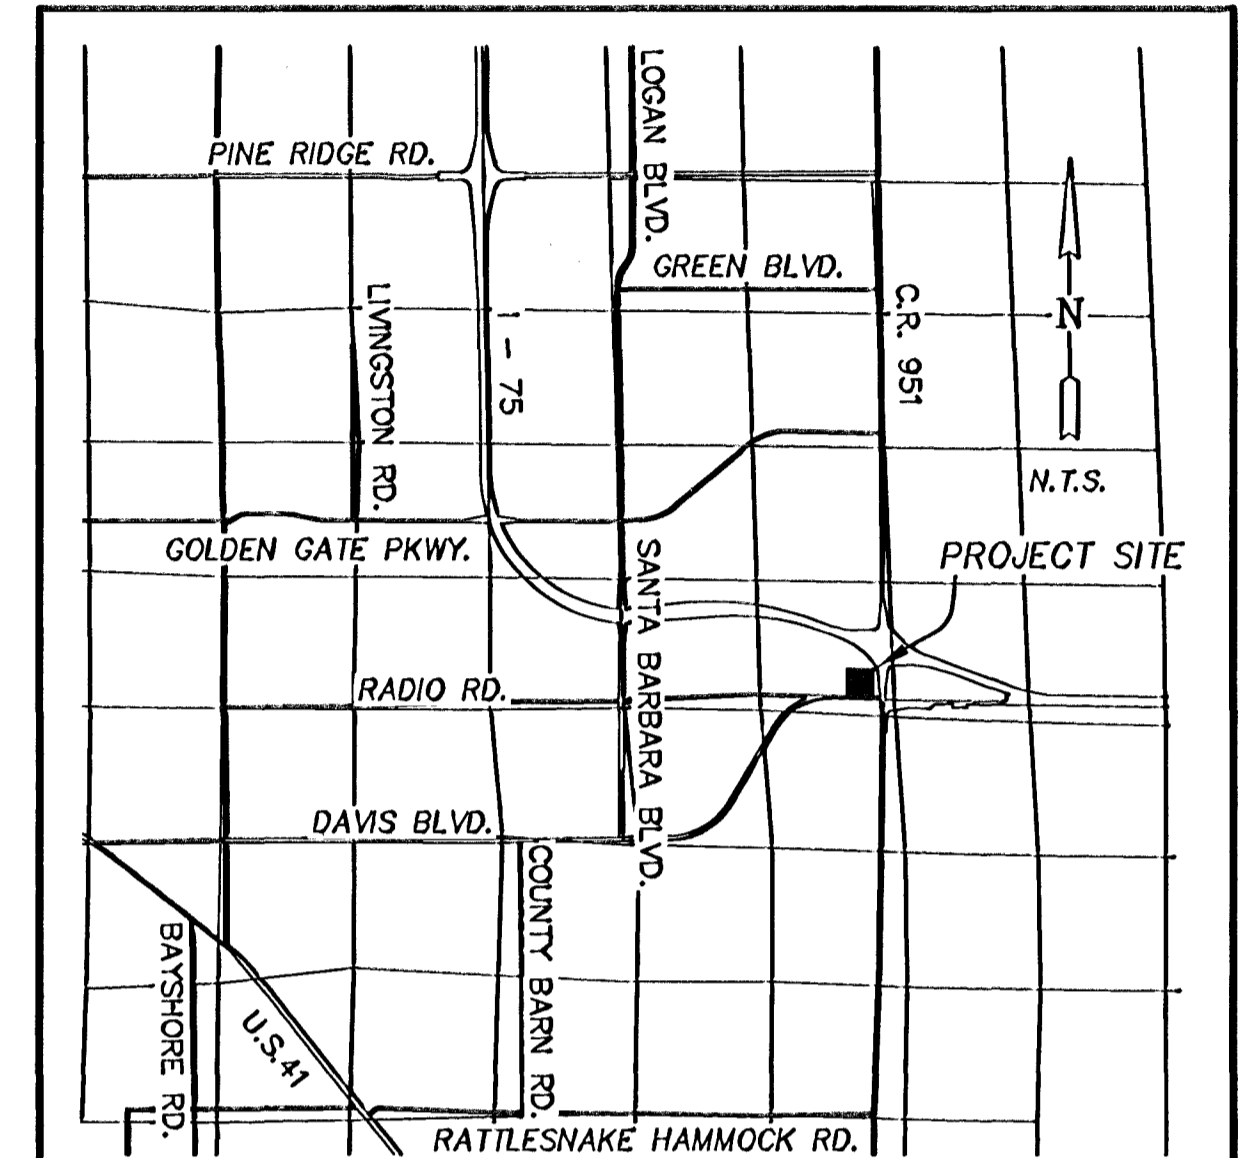 LOGAN BLVD.
PINE RIDGE RD.
GREEN BLVD.
LIVINGSTON RD.
I - 75
C.R. 951
N
N.T.S.
GOLDEN GATE PKWY.
SANTA BARBARA BLVD.
PROJECT SITE
RADIO RD.
DAVIS BLVD.
COUNTY BARN RD.
BAYSHORE RD.
U.S.41
RATTLESNAKE HAMMOCK RD.